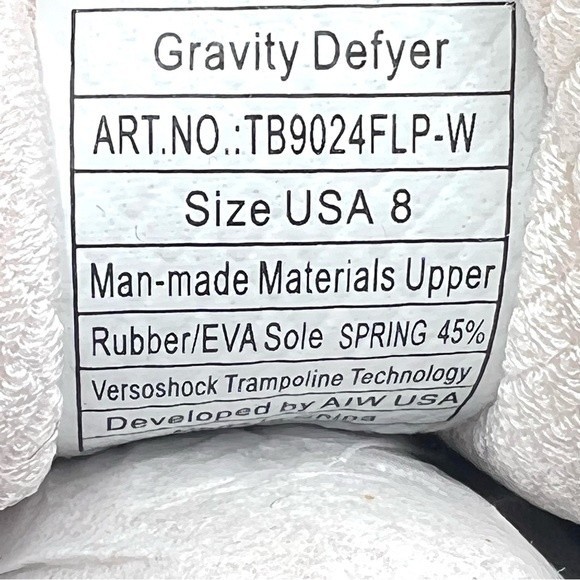 Gravity Defyer
ART.NO.:TB9024FLP-W
Size USA 8
Man-made Materials Upper
Rubber/EVA Sole SPRING 45%
Versoshock Trampoline Technology
Developed by AIW USA